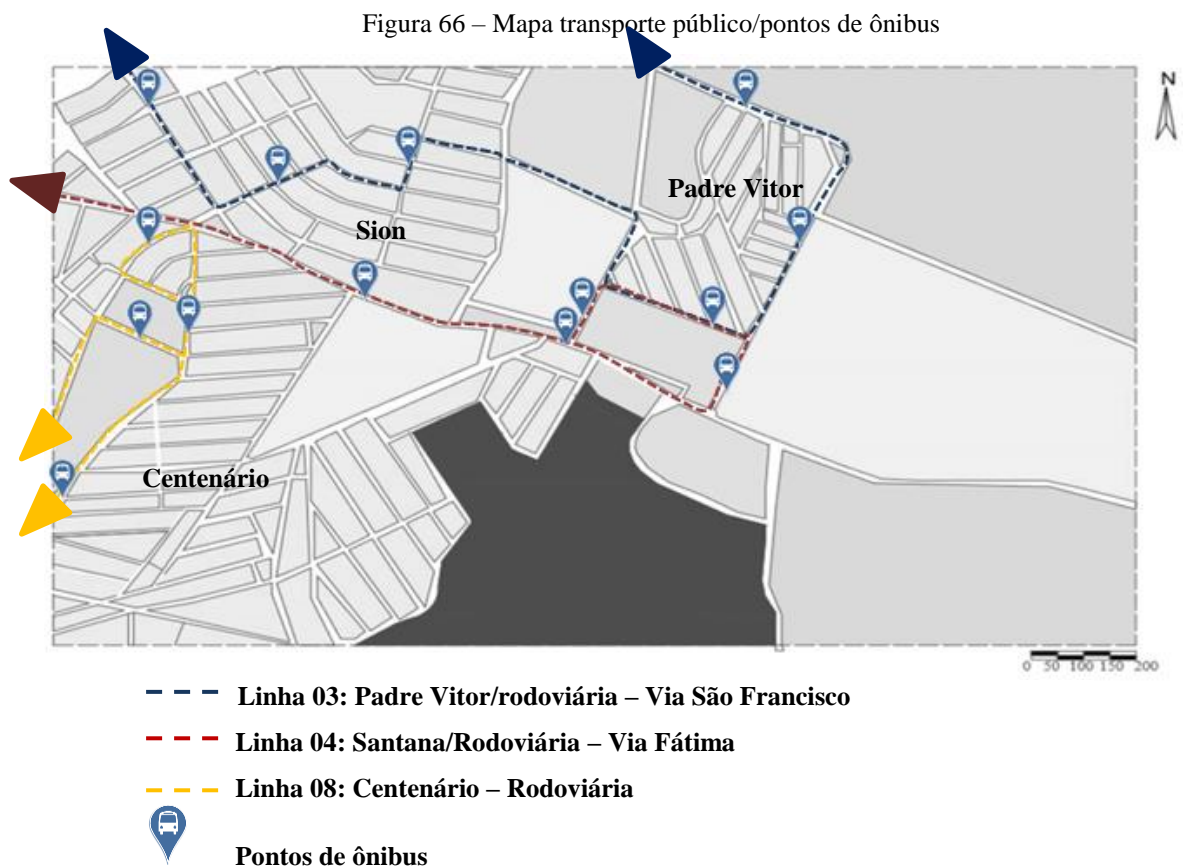 Figura 66 – Mapa transporte público/pontos de ônibus
N
Padre Vitor
Sion
Centenário
0 50 100 150 200
Linha 03: Padre Vitor/rodoviária – Via São Francisco
Linha 04: Santana/Rodoviária – Via Fátima
Linha 08: Centenário – Rodoviária
Pontos de ônibus